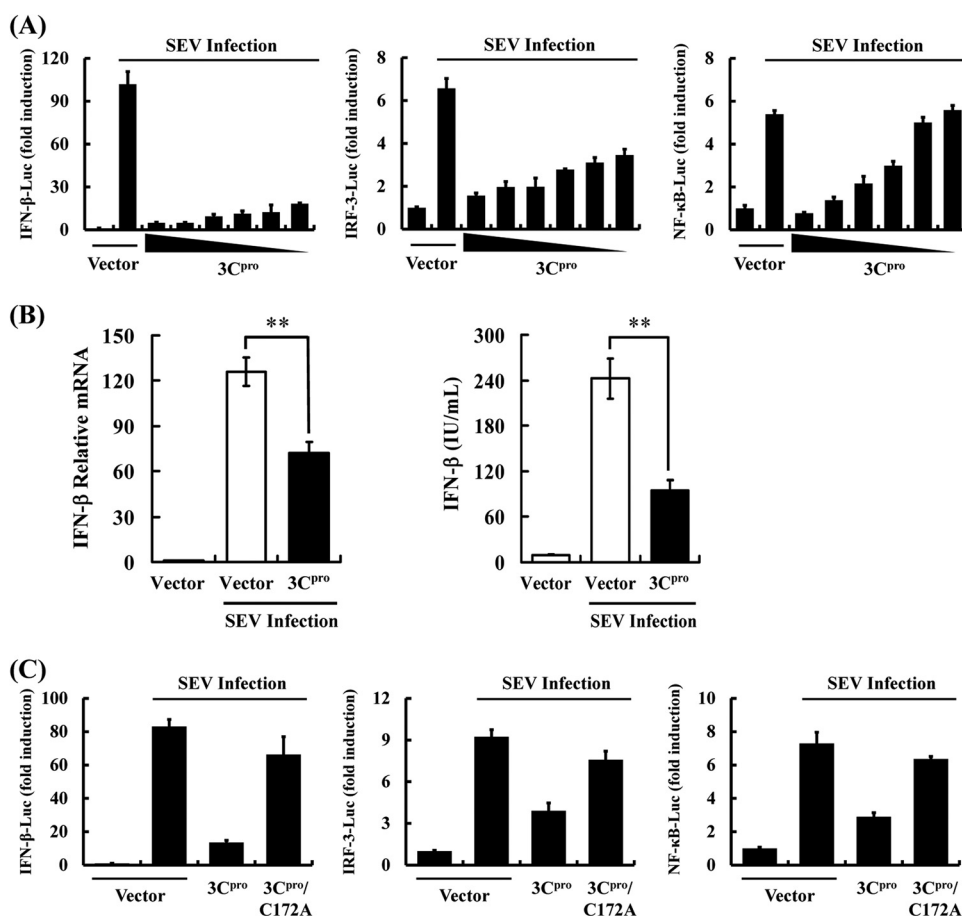 (A)
SEV Infection
IFN-β-Luc (fold induction)
120
90
60
30
0
Vector
3Cᵖʳᵒ
SEV Infection
IRF-3-Luc (fold induction)
8
6
4
2
0
Vector
3Cᵖʳᵒ
SEV Infection
NF-κB-Luc (fold induction)
8
6
4
2
0
Vector
3Cᵖʳᵒ
(B)
IFN-β Relative mRNA
150
120
90
60
30
0
**
Vector
Vector
3Cᵖʳᵒ
SEV Infection
IFN-β (IU/mL)
300
240
180
120
60
0
**
Vector
Vector
3Cᵖʳᵒ
SEV Infection
(C)
SEV Infection
IFN-β-Luc (fold induction)
100
80
60
40
20
0
Vector
3Cᵖʳᵒ
3Cᵖʳᵒ/
C172A
SEV Infection
IRF-3-Luc (fold induction)
12
9
6
3
0
Vector
3Cᵖʳᵒ
3Cᵖʳᵒ/
C172A
SEV Infection
NF-κB-Luc (fold induction)
10
8
6
4
2
0
Vector
3Cᵖʳᵒ
3Cᵖʳᵒ/
C172A